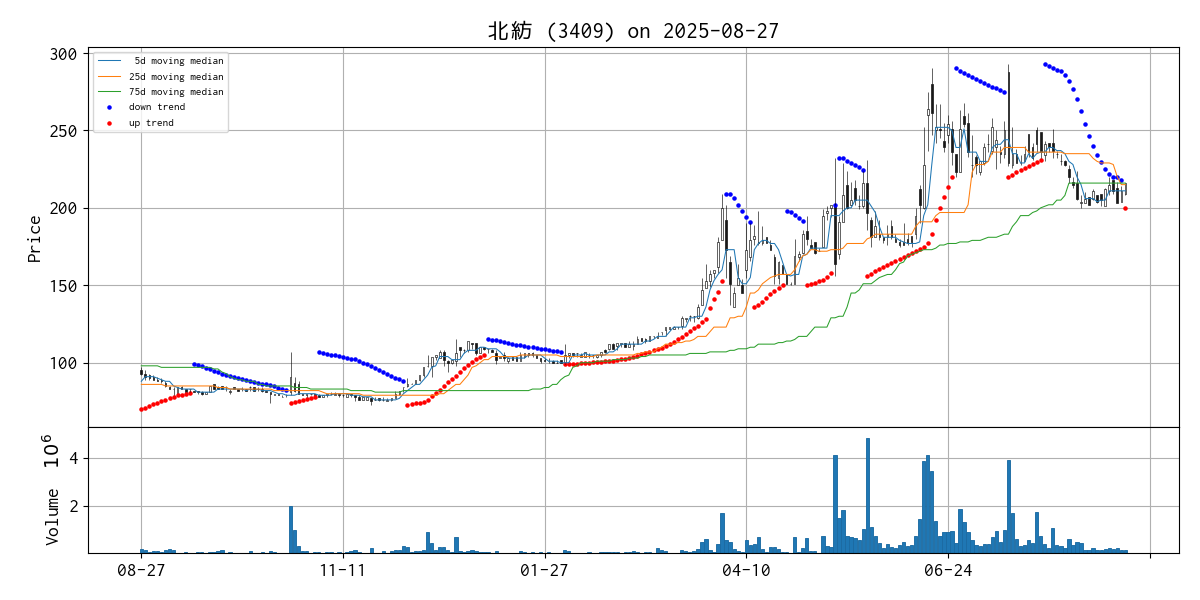 北紡 (3409) on 2025-08-27
300
250
200
150
100
Price
5d moving median
25d moving median
75d moving median
down trend
up trend
Volume 10^6
4
2
08-27 11-11 01-27 04-10 06-24